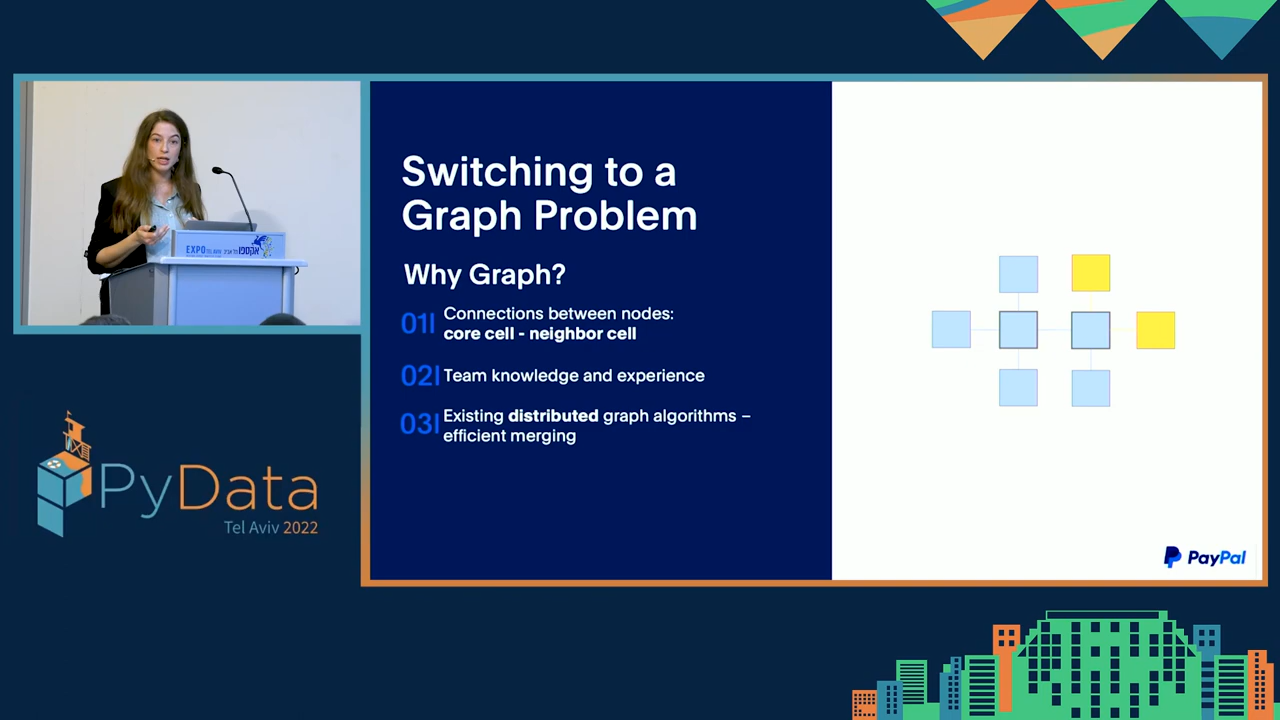 Switching to a
Graph Problem
Why Graph?
01| Connections between nodes:
core cell - neighbor cell
02| Team knowledge and experience
03| Existing distributed graph algorithms –
efficient merging
EXPO
אקספו
PyData
Tel Aviv 2022
PayPal